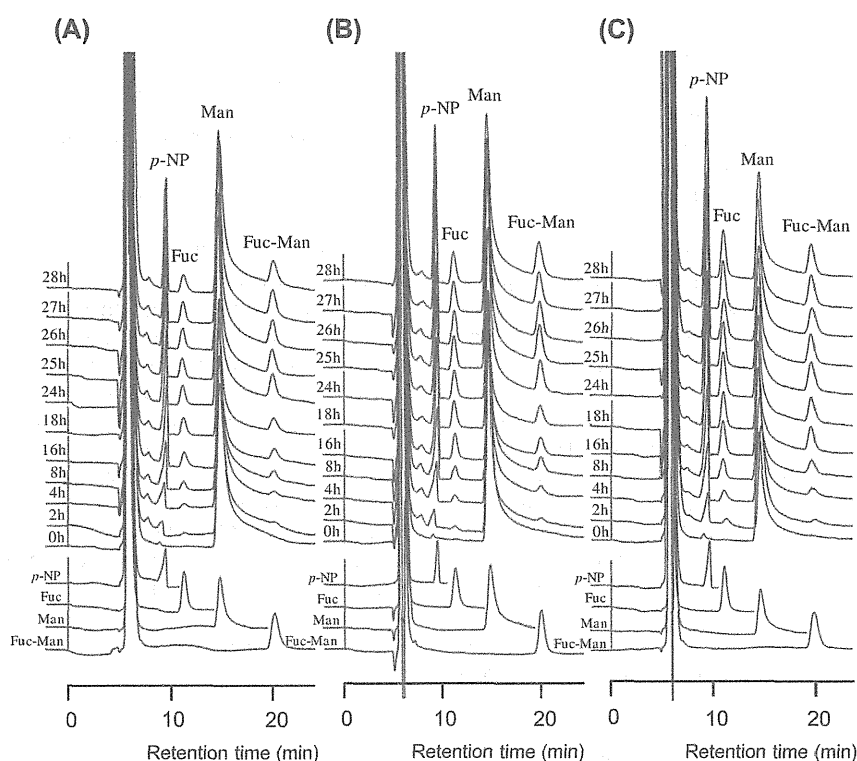 (A)
(B)
(C)
Man
p-NP
Fuc
Fuc-Man
28h
27h
26h
25h
24h
18h
16h
8h
4h
2h
0h
p-NP
Fuc
Man
Fuc-Man
0
10
20
Retention time (min)
Man
p-NP
Fuc
Fuc-Man
28h
27h
26h
25h
24h
18h
16h
8h
4h
2h
0h
p-NP
Fuc
Man
Fuc-Man
0
10
20
Retention time (min)
p-NP
Man
Fuc
Fuc-Man
28h
27h
26h
25h
24h
18h
16h
8h
4h
2h
0h
p-NP
Fuc
Man
Fuc-Man
0
10
20
Retention time (min)